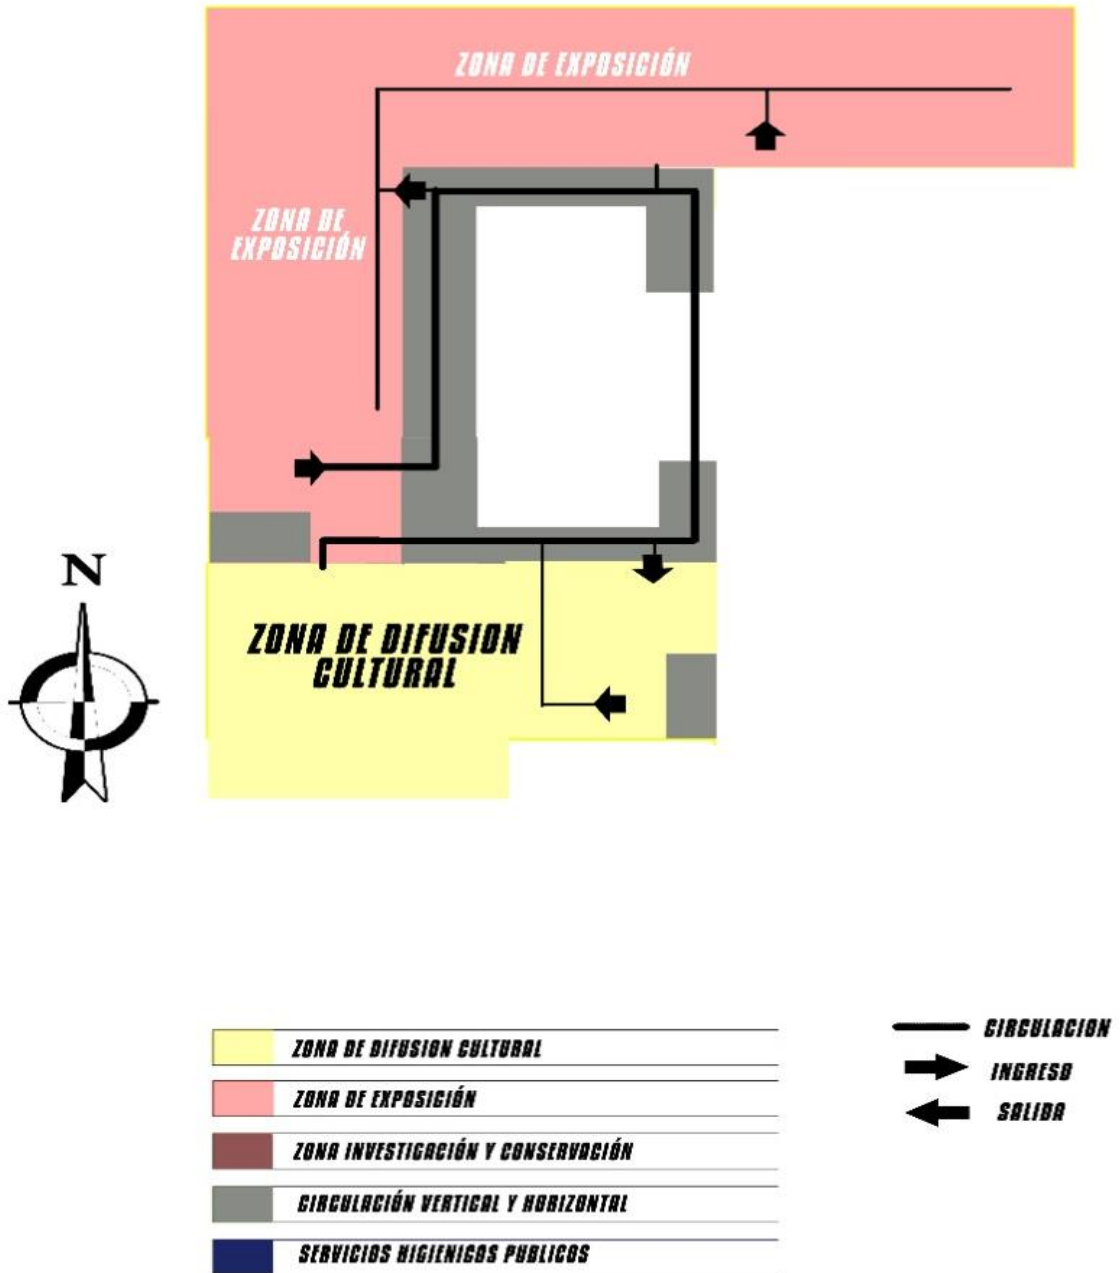 ZONA DE EXPOSICIÓN
ZONA DE
EXPOSICIÓN
N
ZONA DE DIFUSION
CULTURAL
ZONA DE DIFUSION CULTURAL
ZONA DE EXPOSICIÓN
ZONA INVESTIGACIÓN Y CONSERVACIÓN
CIRCULACIÓN VERTICAL Y HORIZONTAL
SERVICIOS HIGIENICOS PUBLICOS
CIRCULACION
INGRESO
SALIDA